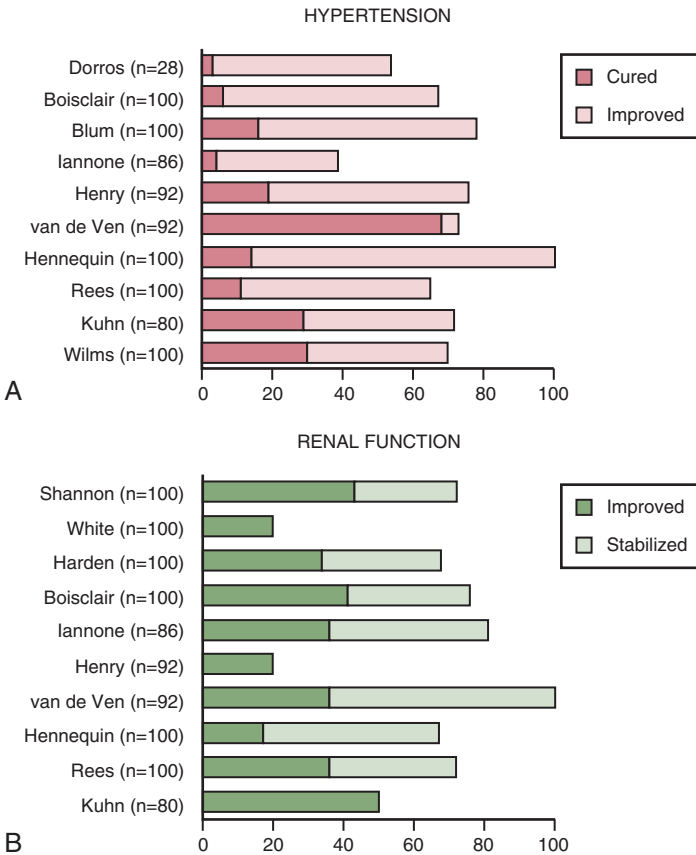 HYPERTENSION
Dorros (n=28)
Boisclair (n=100)
Blum (n=100)
Iannone (n=86)
Henry (n=92)
van de Ven (n=92)
Hennequin (n=100)
Rees (n=100)
Kuhn (n=80)
Wilms (n=100)
Cured
Improved
A
0 20 40 60 80 100
RENAL FUNCTION
Shannon (n=100)
White (n=100)
Harden (n=100)
Boisclair (n=100)
Iannone (n=86)
Henry (n=92)
van de Ven (n=92)
Hennequin (n=100)
Rees (n=100)
Kuhn (n=80)
Improved
Stabilized
B
0 20 40 60 80 100